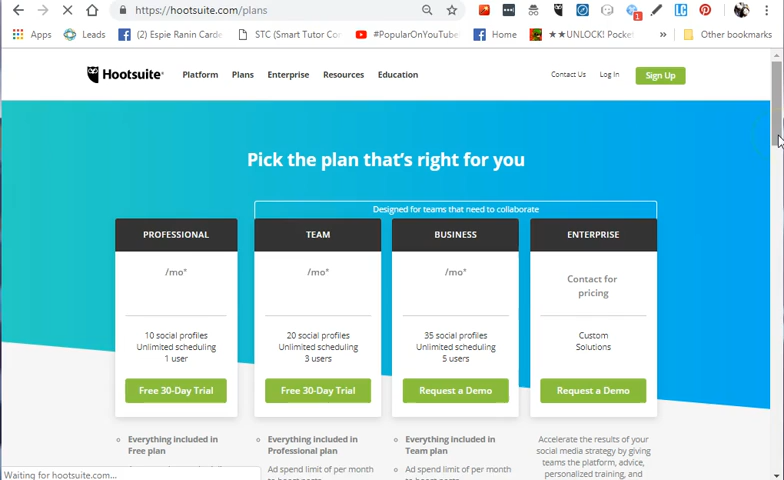 https://hootsuite.com/plans
Apps
Leads
(2) Espie Ranin Carde
STC (Smart Tutor Cor
#PopularOnYouTube
Home
★★UNLOCK! Pocket
»
Other bookmarks
Hootsuite
Platform
Plans
Enterprise
Resources
Education
Contact Us
Log In
Sign Up
Pick the plan that's right for you
Designed for teams that need to collaborate
PROFESSIONAL
/mo*
10 social profiles
Unlimited scheduling
1 user
Free 30-Day Trial
TEAM
/mo*
20 social profiles
Unlimited scheduling
3 users
Free 30-Day Trial
BUSINESS
/mo*
35 social profiles
Unlimited scheduling
5 users
Request a Demo
ENTERPRISE
Contact for
pricing
Custom
Solutions
Request a Demo
Everything included in
Free plan
Everything included in
Professional plan
Ad spend limit of per month
Everything included in
Team plan
Ad spend limit of per month
Accelerate the results of your
social media strategy by giving
teams the platform, advice,
personalized training, and
Waiting for hootsuite.com...